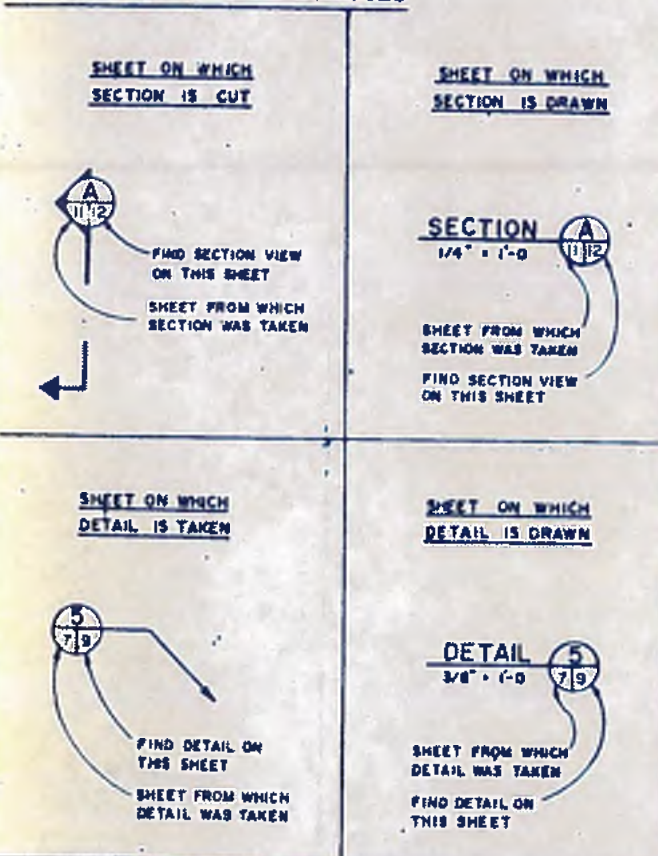 SHEET ON WHICH
SECTION IS CUT
A
11 12
FIND SECTION VIEW
ON THIS SHEET
SHEET FROM WHICH
SECTION WAS TAKEN
SHEET ON WHICH
SECTION IS DRAWN
SECTION
1/4" = 1'-0
A
11 12
SHEET FROM WHICH
SECTION WAS TAKEN
FIND SECTION VIEW
ON THIS SHEET
SHEET ON WHICH
DETAIL IS TAKEN
5
7 9
FIND DETAIL ON
THIS SHEET
SHEET FROM WHICH
DETAIL WAS TAKEN
SHEET ON WHICH
DETAIL IS DRAWN
DETAIL
3/8" = 1'-0
5
7 9
SHEET FROM WHICH
DETAIL WAS TAKEN
FIND DETAIL ON
THIS SHEET